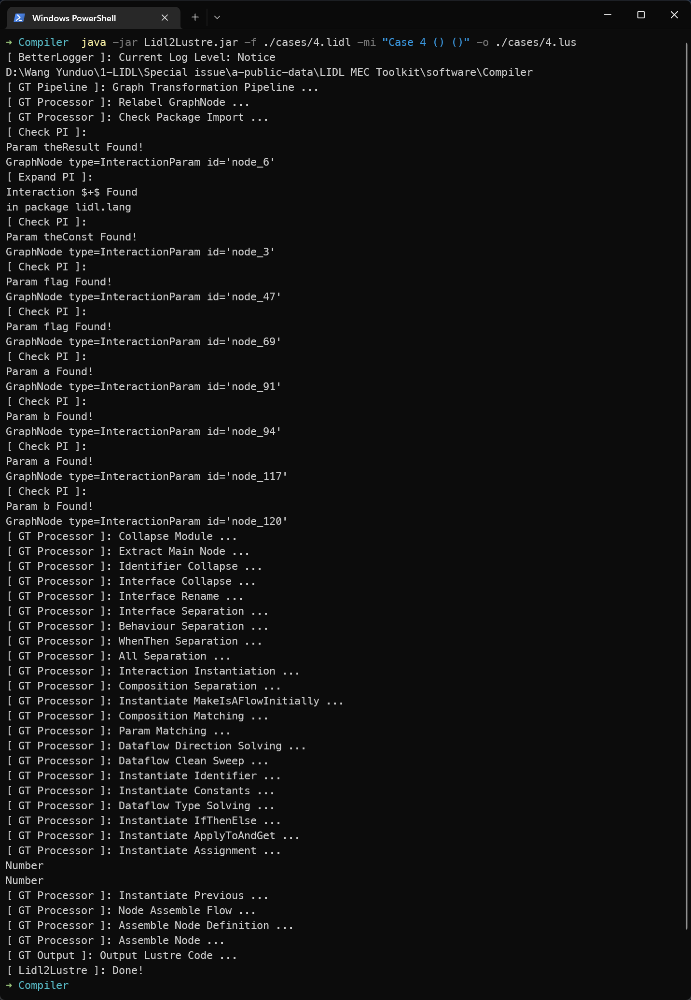 Windows PowerShell
➜ Compiler  java -jar Lidl2Lustre.jar -f ./cases/4.lidl -mi "Case 4 () ()" -o ./cases/4.lus
[ BetterLogger ]: Current Log Level: Notice
D:\Wang Yunduo\1-LIDL\Special issue\a-public-data\LIDL MEC Toolkit\software\Compiler
[ GT Pipeline ]: Graph Transformation Pipeline ...
[ GT Processor ]: Relabel GraphNode ...
[ GT Processor ]: Check Package Import ...
[ Check PI ]:
Param theResult Found!
GraphNode type=InteractionParam id='node_6'
[ Expand PI ]:
Interaction $+$ Found
in package lidl.lang
[ Check PI ]:
Param theConst Found!
GraphNode type=InteractionParam id='node_3'
[ Check PI ]:
Param flag Found!
GraphNode type=InteractionParam id='node_47'
[ Check PI ]:
Param flag Found!
GraphNode type=InteractionParam id='node_69'
[ Check PI ]:
Param a Found!
GraphNode type=InteractionParam id='node_91'
[ Check PI ]:
Param b Found!
GraphNode type=InteractionParam id='node_94'
[ Check PI ]:
Param a Found!
GraphNode type=InteractionParam id='node_117'
[ Check PI ]:
Param b Found!
GraphNode type=InteractionParam id='node_120'
[ GT Processor ]: Collapse Module ...
[ GT Processor ]: Extract Main Node ...
[ GT Processor ]: Identifier Collapse ...
[ GT Processor ]: Interface Collapse ...
[ GT Processor ]: Interface Rename ...
[ GT Processor ]: Interface Separation ...
[ GT Processor ]: Behaviour Separation ...
[ GT Processor ]: WhenThen Separation ...
[ GT Processor ]: All Separation ...
[ GT Processor ]: Interaction Instantiation ...
[ GT Processor ]: Composition Separation ...
[ GT Processor ]: Instantiate MakeIsAFlowInitially ...
[ GT Processor ]: Composition Matching ...
[ GT Processor ]: Param Matching ...
[ GT Processor ]: Dataflow Direction Solving ...
[ GT Processor ]: Dataflow Clean Sweep ...
[ GT Processor ]: Instantiate Identifier ...
[ GT Processor ]: Instantiate Constants ...
[ GT Processor ]: Dataflow Type Solving ...
[ GT Processor ]: Instantiate IfThenElse ...
[ GT Processor ]: Instantiate ApplyToAndGet ...
[ GT Processor ]: Instantiate Assignment ...
Number
Number
[ GT Processor ]: Instantiate Previous ...
[ GT Processor ]: Node Assemble Flow ...
[ GT Processor ]: Assemble Node Definition ...
[ GT Processor ]: Assemble Node ...
[ GT Output ]: Output Lustre Code ...
[ Lidl2Lustre ]: Done!
➜ Compiler